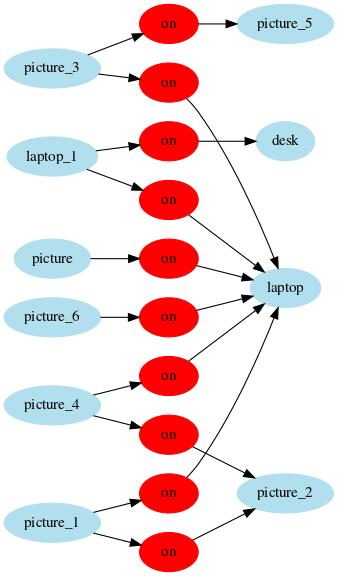 on
picture_5
picture_3
on
on
desk
laptop_1
on
picture
on
laptop
picture_6
on
on
picture_4
on
on
picture_2
picture_1
on